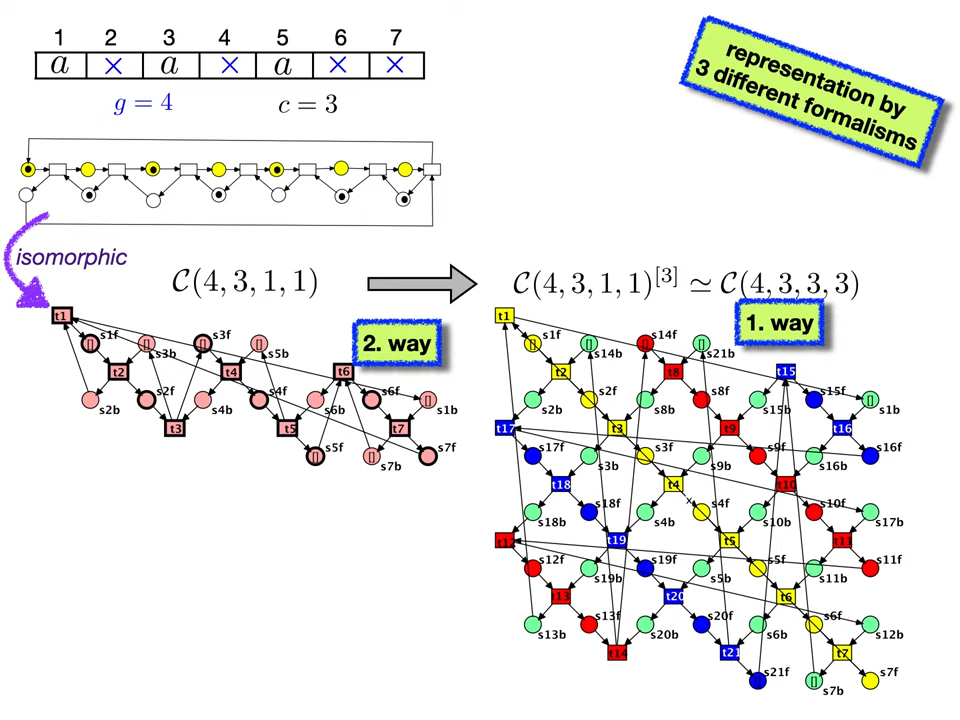 1 2 3 4 5 6 7
a × a × a × ×
g = 4 c = 3
representation by
3 different formalisms
isomorphic
C(4, 3, 1, 1)
C(4, 3, 1, 1)^[3] ≃ C(4, 3, 3, 3)
2. way
1. way
t1
s1f [] [] s3b s3f [] [] s5b
t2 t4 t6
s2b s2f s4b s4f s6b s6f [] s1b
t3 t5 t7
s5f [] [] s7b s7f
t1
s1f [] [] s14b s14f [] [] s21b
t2 t8 t15
s2b s2f s8b s8f s15b s15f [] s1b
t17 t3 t9 t16
s17f s3b s3f s9b s9f s16b s16f
t18 t4 t10
s18b s18f s4b x s4f s10b s10f s17b
t12 t19 t5 t11
s12f s19b s19f s5b s5f s11b s11f
t13 t20 t6
s13b s13f s20b s20f s6b s6f s12b
t14 t21 t7
s21f [] [] s7b s7f